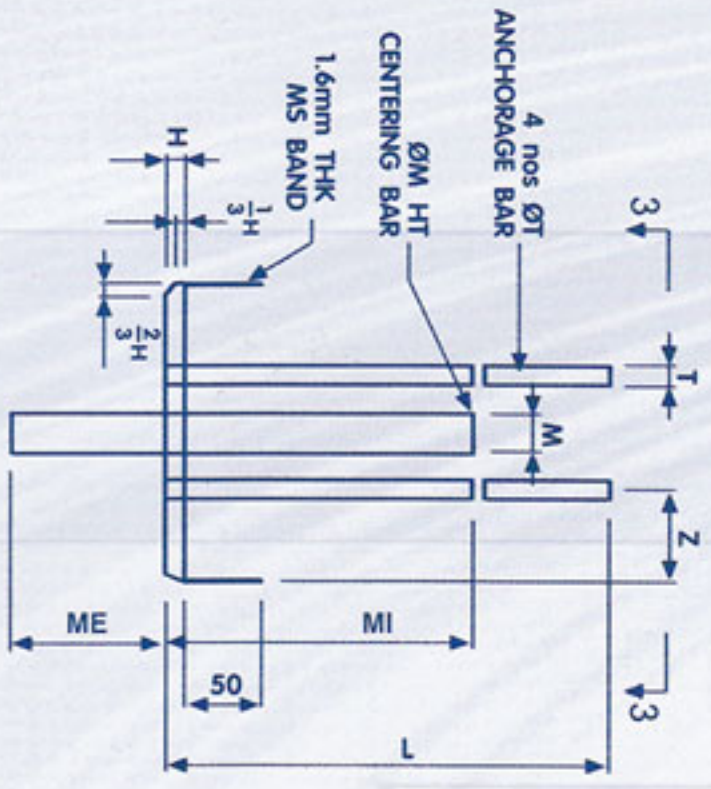 4 nos ØT
ANCHORAGE BAR
ØM HT
CENTERING BAR
1.6mm THK
MS BAND
H
1/3 H
2/3 H
3
3
T
M
Z
ME
MI
50
L